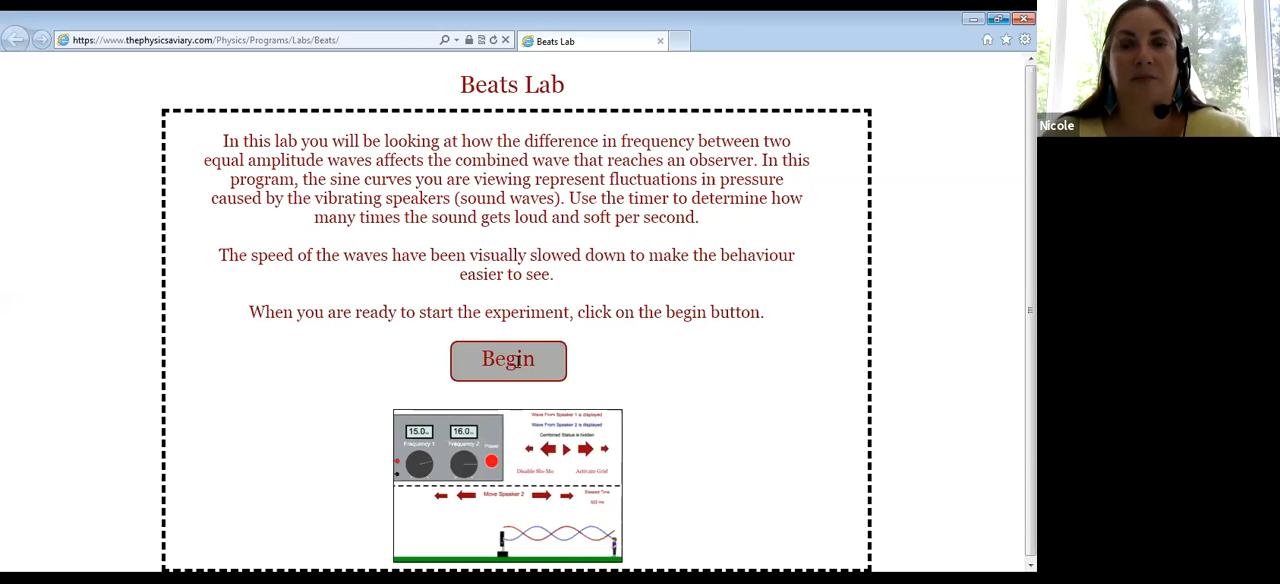 https://www.thephysicsaviary.com/Physics/Programs/Labs/Beats/
Beats Lab
Nicole
Beats Lab
In this lab you will be looking at how the difference in frequency between two
equal amplitude waves affects the combined wave that reaches an observer. In this
program, the sine curves you are viewing represent fluctuations in pressure
caused by the vibrating speakers (sound waves). Use the timer to determine how
many times the sound gets loud and soft per second.
The speed of the waves have been visually slowed down to make the behaviour
easier to see.
When you are ready to start the experiment, click on the begin button.
Begin
Wave From Speaker 1 is displayed
Wave From Speaker 2 is displayed
Combined Status is hidden
15.0
16.0
Frequency 1
Frequency 2
Power
Disable Slo-Mo
Activate Grid
Move Speaker 2
Elapsed Time